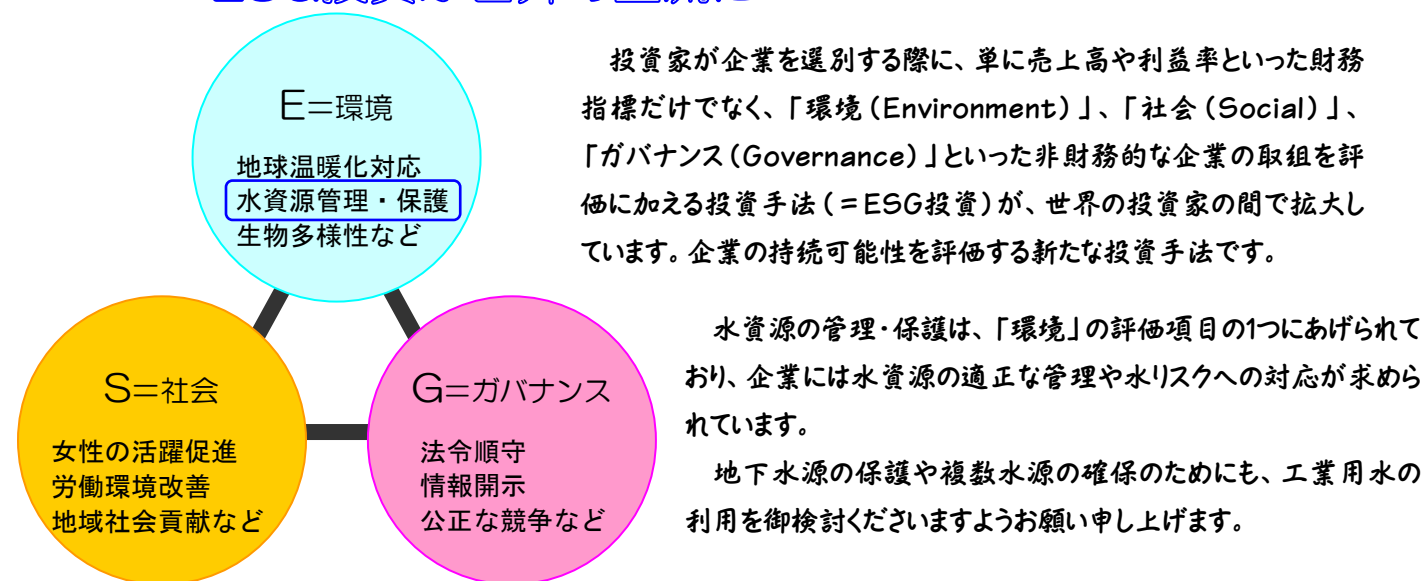 E=環境
地球温暖化対応
水資源管理・保護
生物多様性など
S=社会
女性の活躍促進
労働環境改善
地域社会貢献など
G=ガバナンス
法令順守
情報開示
公正な競争など
投資家が企業を選別する際に、単に売上高や利益率といった財務
指標だけでなく、「環境(Environment)」、「社会(Social)」、
「ガバナンス(Governance)」といった非財務的な企業の取組を評
価に加える投資手法(=ESG投資)が、世界の投資家の間で拡大し
ています。企業の持続可能性を評価する新たな投資手法です。
水資源の管理・保護は、「環境」の評価項目の1つにあげられて
おり、企業には水資源の適正な管理や水リスクへの対応が求めら
れています。
地下水源の保護や複数水源の確保のためにも、工業用水の
利用を御検討くださいますようお願い申し上げます。